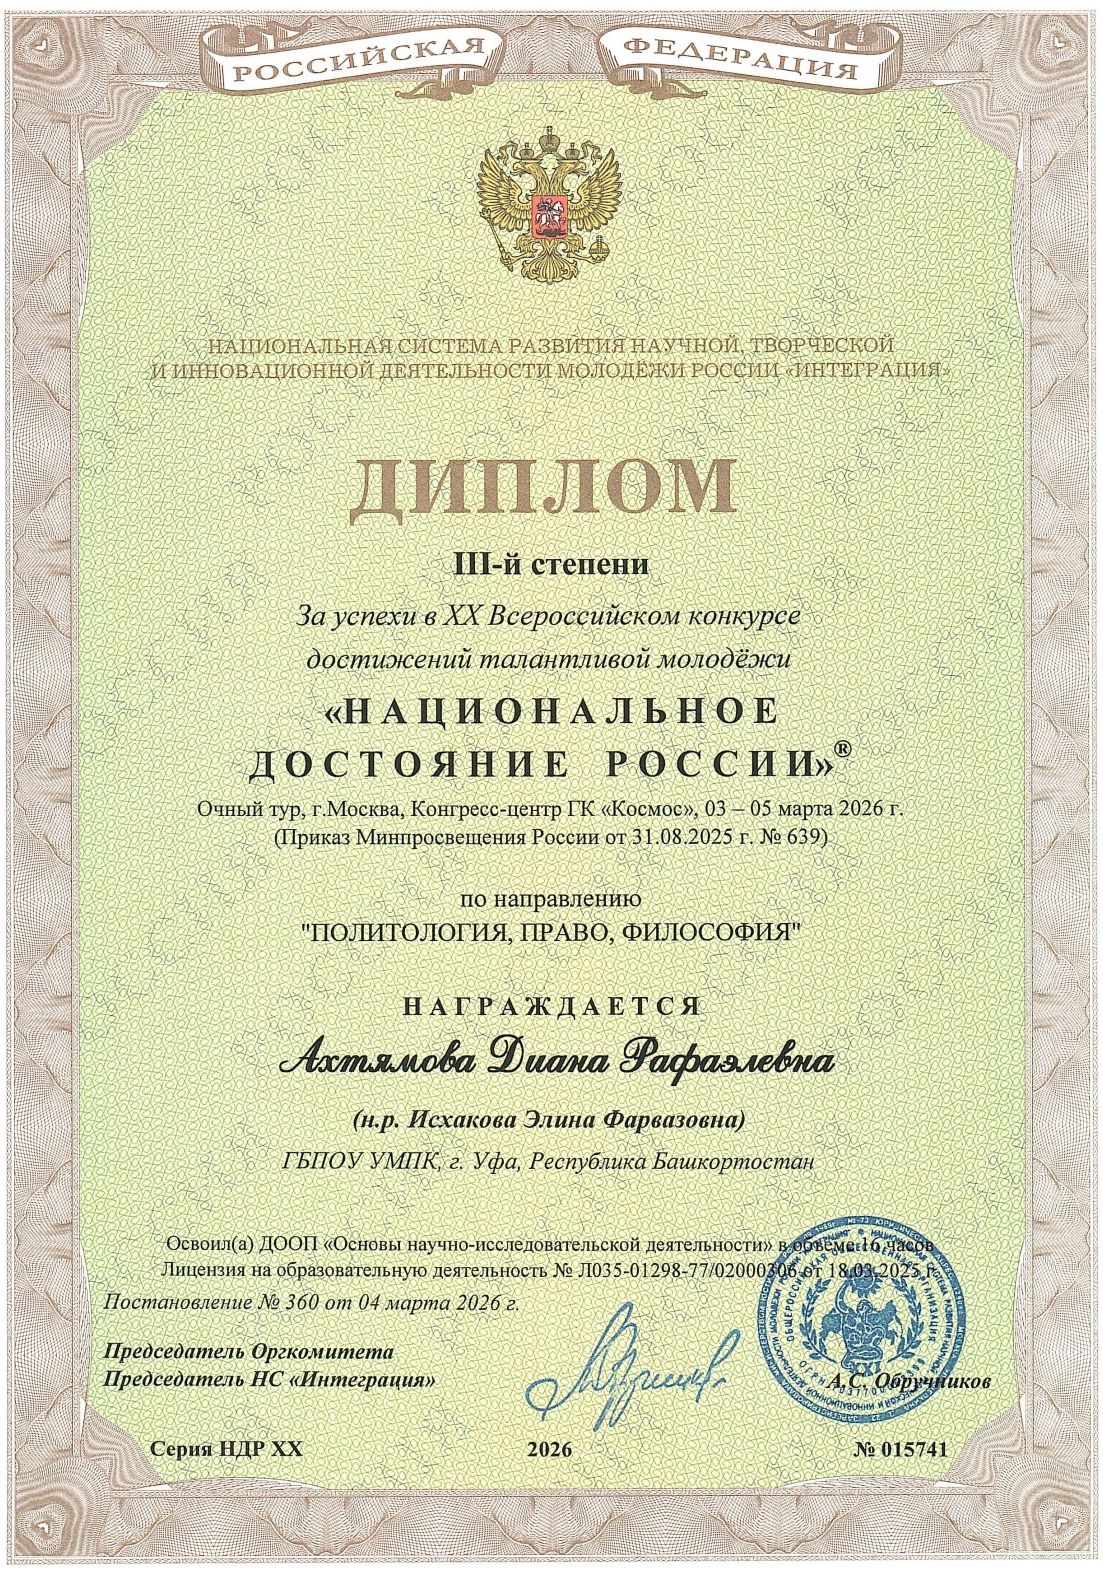 РОССИЙСКАЯ ФЕДЕРАЦИЯ
НАЦИОНАЛЬНАЯ СИСТЕМА РАЗВИТИЯ НАУЧНОЙ, ТВОРЧЕСКОЙ
И ИННОВАЦИОННОЙ ДЕЯТЕЛЬНОСТИ МОЛОДЁЖИ РОССИИ «ИНТЕГРАЦИЯ»
ДИПЛОМ
III-й степени
За успехи в XX Всероссийском конкурсе
достижений талантливой молодёжи
«НАЦИОНАЛЬНОЕ
ДОСТОЯНИЕ РОССИИ»®
Очный тур, г.Москва, Конгресс-центр ГК «Космос», 03 – 05 марта 2026 г.
(Приказ Минпросвещения России от 31.08.2025 г. № 639)
по направлению
"ПОЛИТОЛОГИЯ, ПРАВО, ФИЛОСОФИЯ"
НАГРАЖДАЕТСЯ
Ахтямова Диана Рафаэлевна
(н.р. Исхакова Элина Фарвазовна)
ГБПОУ УМПК, г. Уфа, Республика Башкортостан
Освоил(а) ДООП «Основы научно-исследовательской деятельности» в объёме 16 часов
Лицензия на образовательную деятельность № Л035-01298-77/02000306 от 18.03.2025 г.
Постановление № 360 от 04 марта 2026 г.
Председатель Оргкомитета
Председатель НС «Интеграция»
А.С. Обручников
ОБЩЕРОССИЙСКАЯ ОБЩЕСТВЕННАЯ ОРГАНИЗАЦИЯ
XXI
Серия НДР XX 2026 № 015741